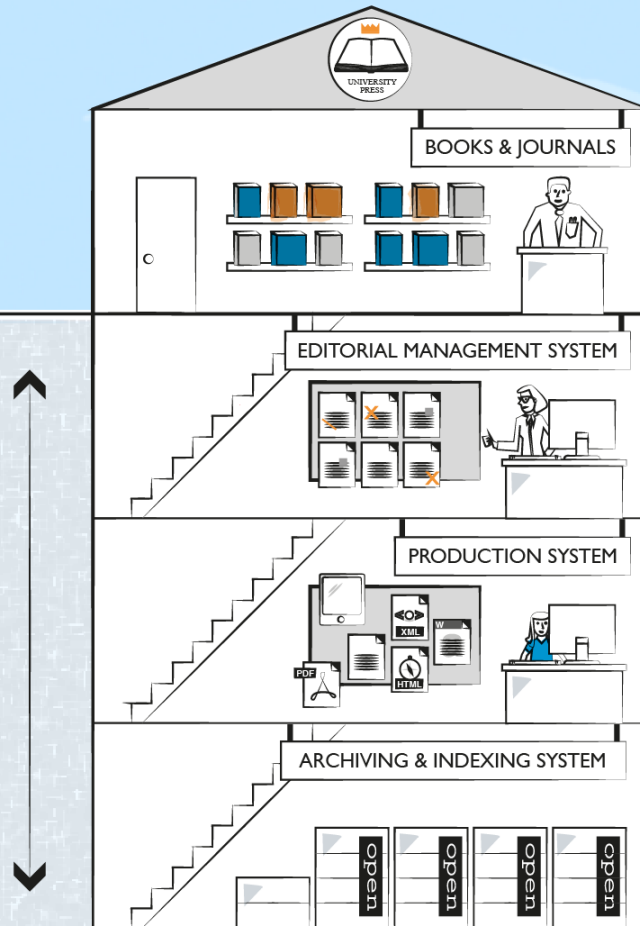 UNIVERSITY
PRESS
BOOKS & JOURNALS
EDITORIAL MANAGEMENT SYSTEM
PRODUCTION SYSTEM
XML
W
PDF
HTML
ARCHIVING & INDEXING SYSTEM
open
open
open
open